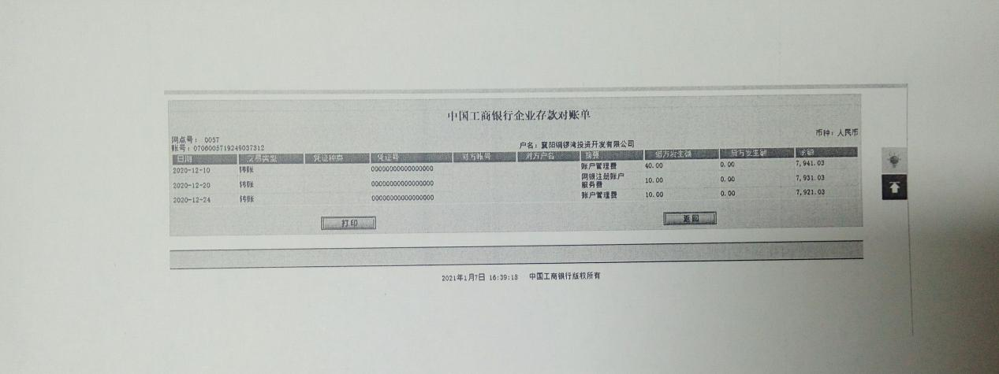 中国工商银行企业存款对账单
网点号： 0057 币种：人民币
账号：0706005719249037312 户名：襄阳铜锣湾投资开发有限公司
日期 交易类型 凭证种类 凭证号 对方账号 对方户名 摘要 借方发生额 贷方发生额 余额
2020-12-10 转账 00000000000000000 账户管理费 40.00 0.00 7,941.03
2020-12-20 转账 00000000000000000 网银注册账户 10.00 0.00 7,931.03
服务费
2020-12-24 转账 00000000000000000 账户管理费 10.00 0.00 7,921.03
打印 返回
2021年1月7日 16:39:18 中国工商银行版权所有